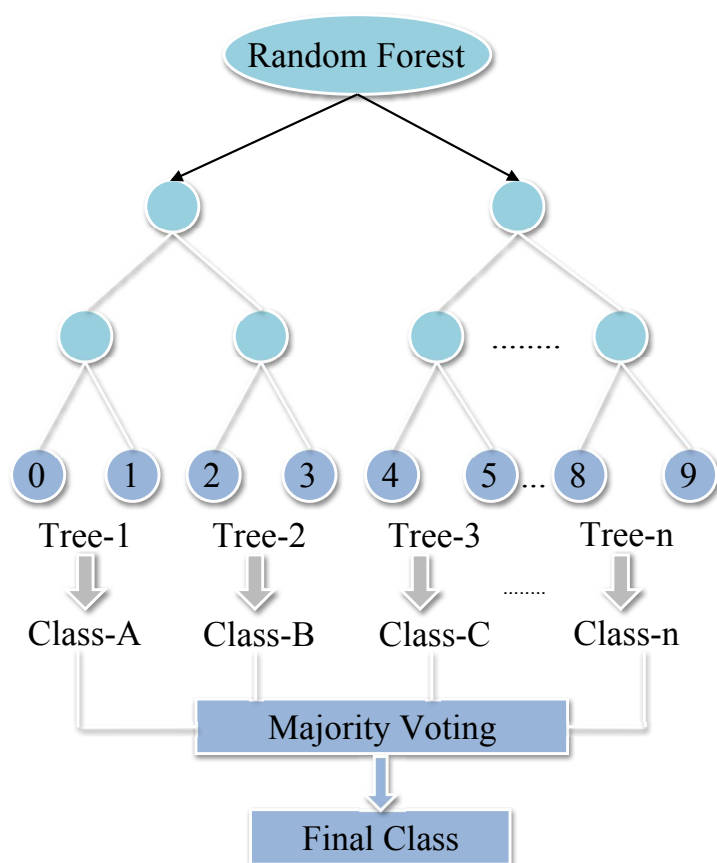 Random Forest
........
0 1 2 3 4 5 ... 8 9
Tree-1 Tree-2 Tree-3 Tree-n
........
Class-A Class-B Class-C Class-n
Majority Voting
Final Class